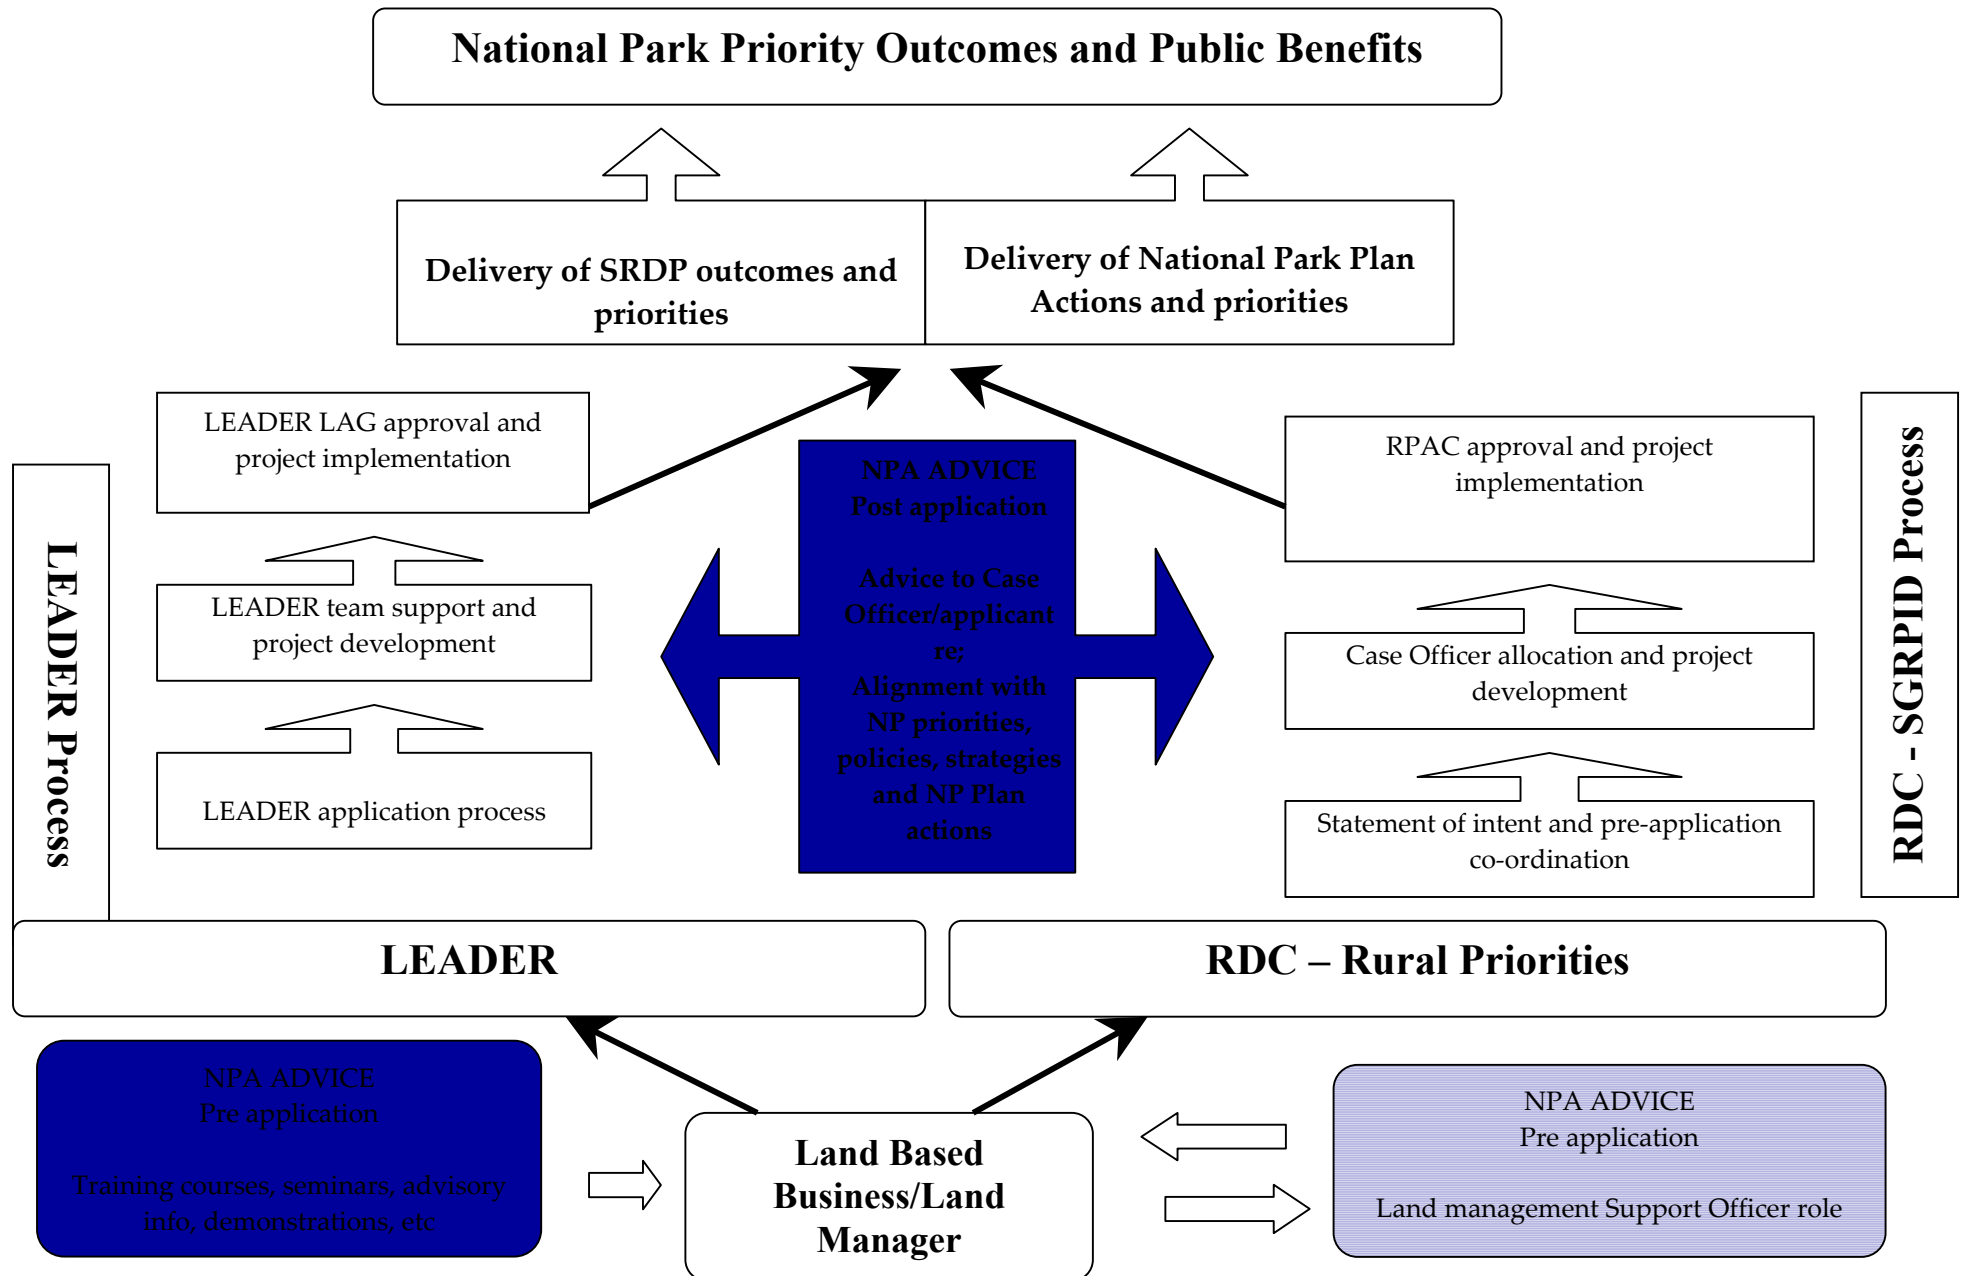 National Park Priority Outcomes and Public Benefits
Delivery of SRDP outcomes and
priorities
Delivery of National Park Plan
Actions and priorities
LEADER Process
LEADER LAG approval and
project implementation
LEADER team support and
project development
LEADER application process
NPA ADVICE
Post application
Advice to Case
Officer/applicant
re;
Alignment with
NP priorities,
policies, strategies
and NP Plan
actions
RPAC approval and project
implementation
Case Officer allocation and project
development
Statement of intent and pre-application
co-ordination
RDC - SGRPID Process
LEADER
RDC – Rural Priorities
NPA ADVICE
Pre application
Training courses, seminars, advisory
info, demonstrations, etc
Land Based
Business/Land
Manager
NPA ADVICE
Pre application
Land management Support Officer role